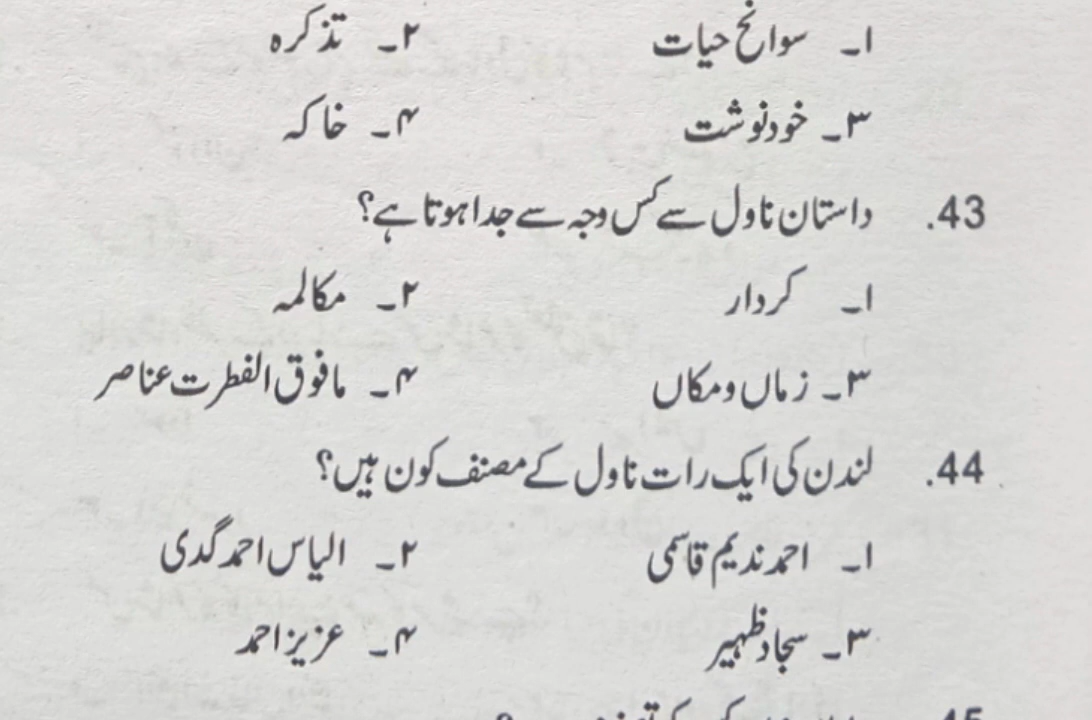 ۱۔ سوانح حیات ۲۔ تذکرہ
۳۔ خودنوشت ۴۔ خاکہ
43. داستان ناول سے کس وجہ سے جدا ہوتا ہے؟
۱۔ کردار ۲۔ مکالمہ
۳۔ زماں و مکاں ۴۔ مافوق الفطرت عناصر
44. لندن کی ایک رات ناول کے مصنف کون ہیں؟
۱۔ احمد ندیم قاسمی ۲۔ الیاس احمد گدی
۳۔ سجاد ظہیر ۴۔ عزیز احمد
45.